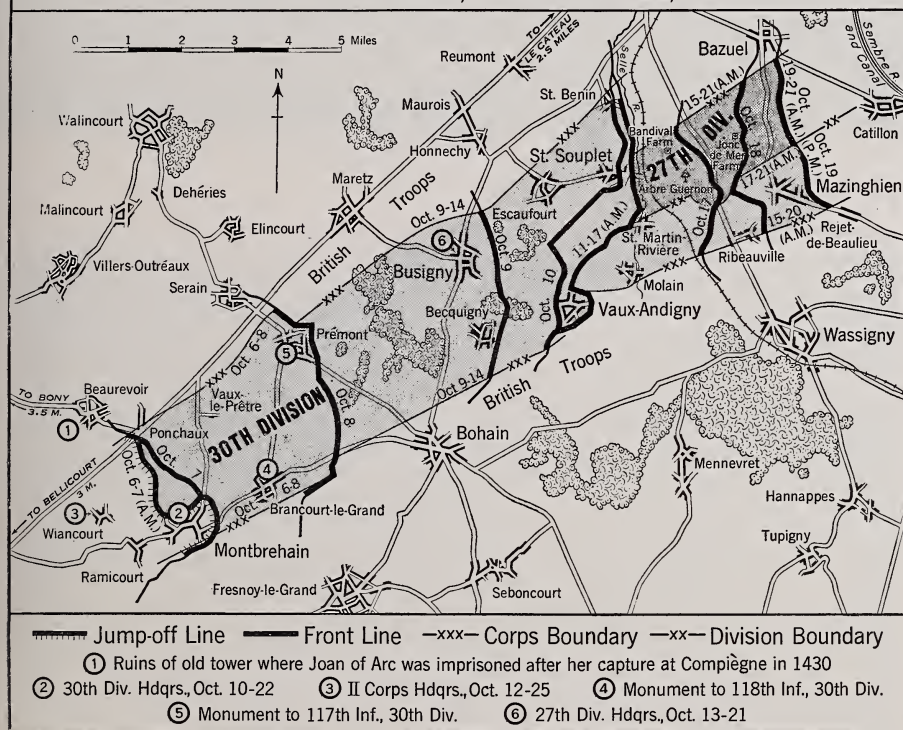 0 1 2 3 4 5 Miles
N
TO LE CATEAU
2.5 MILES
Reumont
Bazuel
Sambre R.
and Canal
St. Benin
Selle R.
15-21 (A.M.)
19-21 (A.M.)
Oct.
Catillon
Walincourt
Maurois
Honnechy
Bandival
Farm
27TH DIV.
Oct. 18
Jonc
de Mer
Farm
Oct. 19 (P.M.)
St. Souplet
Arbre Guernon
17-21 (A.M.)
Mazinghien
Dehéries
Maretz
British Troops
Oct. 9-14
Escaufourt
Malincourt
Elincourt
11-17 (A.M.)
St. Martin-
Rivière
Oct. 17
15-20
(A.M.)
Rejet-
de-Beaulieu
Ribeauville
Villers-Outréaux
6
Busigny
Oct. 9
Oct. 10
Molain
Serain
Becquigny
Vaux-Andigny
Wassigny
Oct. 6-8
5
Prémont
Oct. 9-14
British Troops
TO BONY
3.5 M.
Beaurevoir
1
Vaux-
le-Prêtre
30TH DIVISION
Oct. 8
Ponchaux
Oct. 7
Bohain
Mennevret
TO BELLICOURT
3 M.
Oct. 6-7 (A.M.)
4
Oct. 6-8
Brancourt-le-Grand
3
Wiancourt
2
Montbrehain
Hannappes
Tupigny
Ramicourt
Fresnoy-le-Grand
Seboncourt
Jump-off Line Front Line -xxx- Corps Boundary -xx- Division Boundary
1 Ruins of old tower where Joan of Arc was imprisoned after her capture at Compiègne in 1430
2 30th Div. Hdqrs., Oct. 10-22 3 II Corps Hdqrs., Oct. 12-25 4 Monument to 118th Inf., 30th Div.
5 Monument to 117th Inf., 30th Div. 6 27th Div. Hdqrs., Oct. 13-21